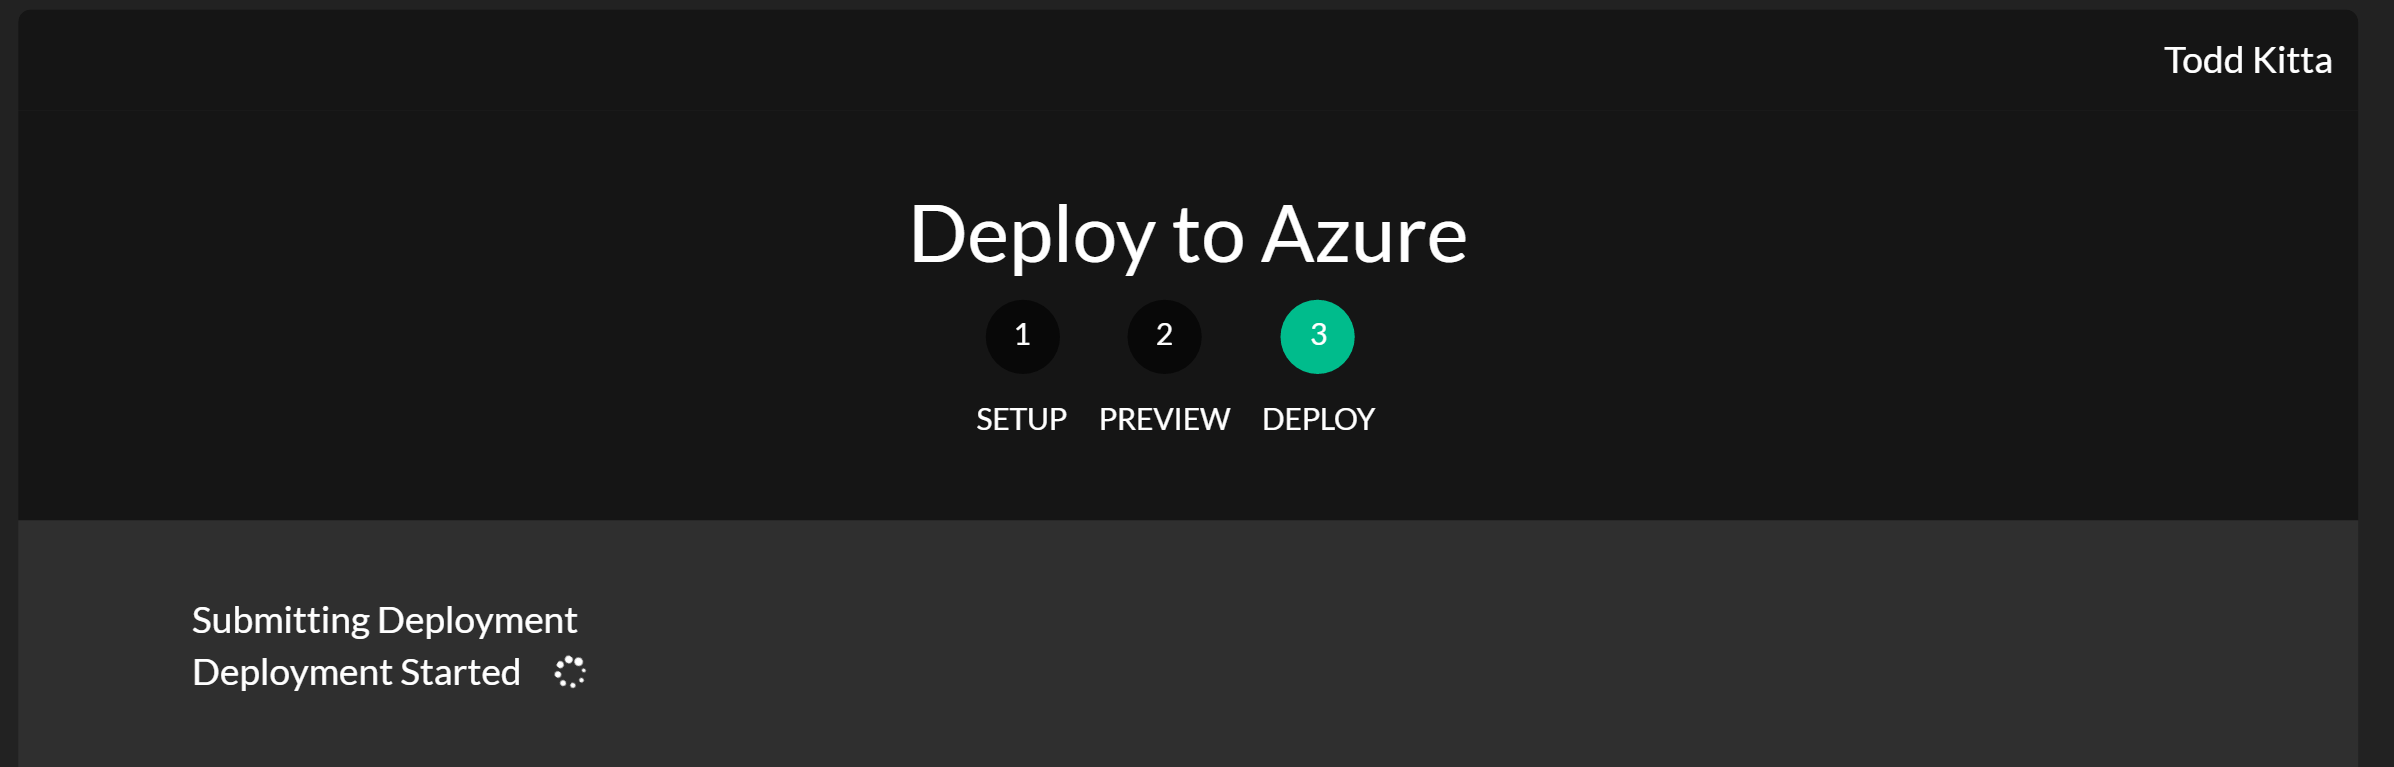 Todd Kitta
Deploy to Azure
1 2 3
SETUP PREVIEW DEPLOY
Submitting Deployment
Deployment Started